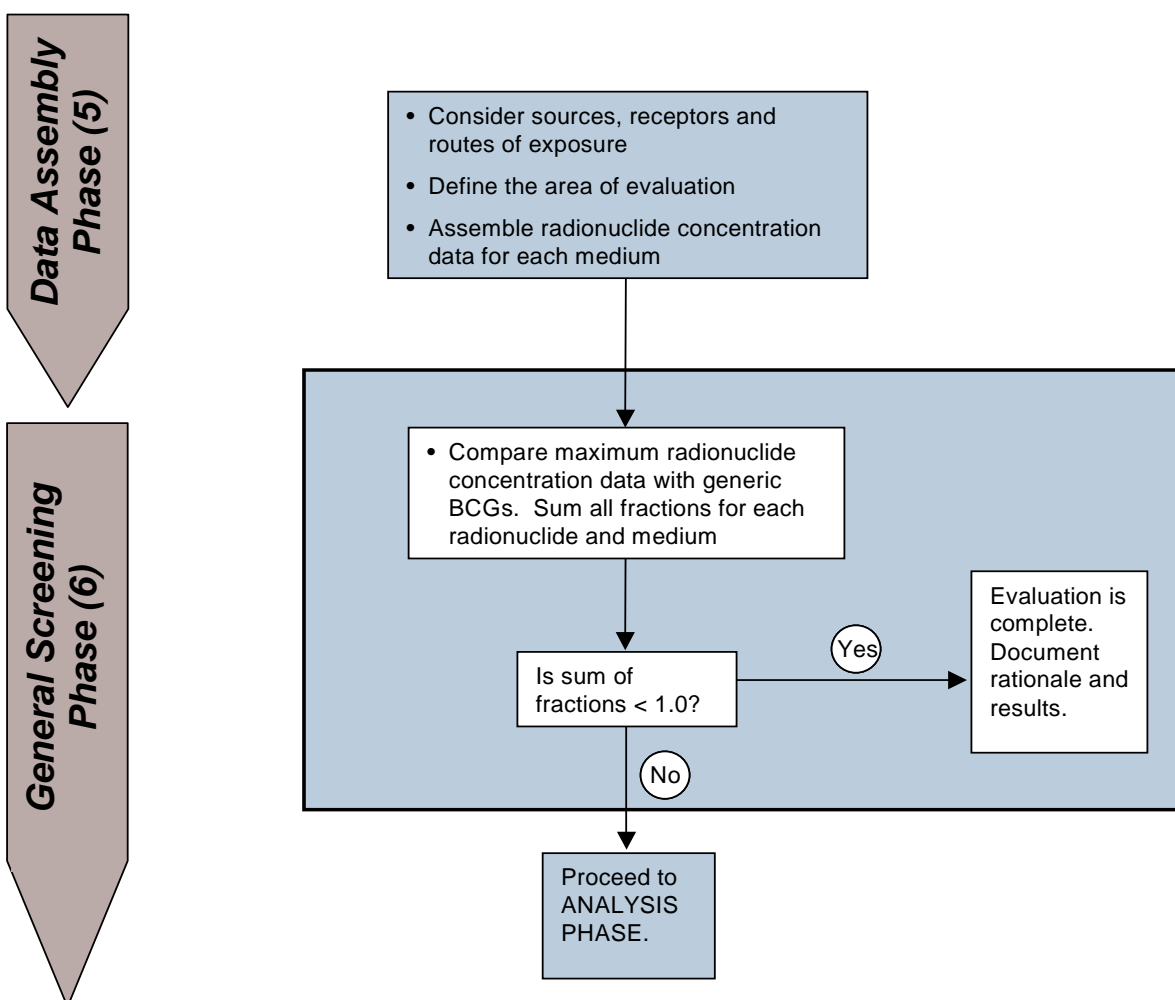 Data Assembly
Phase (5)
• Consider sources, receptors and
routes of exposure
• Define the area of evaluation
• Assemble radionuclide concentration
data for each medium
General Screening
Phase (6)
• Compare maximum radionuclide
concentration data with generic
BCGs.  Sum all fractions for each
radionuclide and medium
Is sum of
fractions < 1.0?
Yes
Evaluation is
complete.
Document
rationale and
results.
No
Proceed to
ANALYSIS
PHASE.